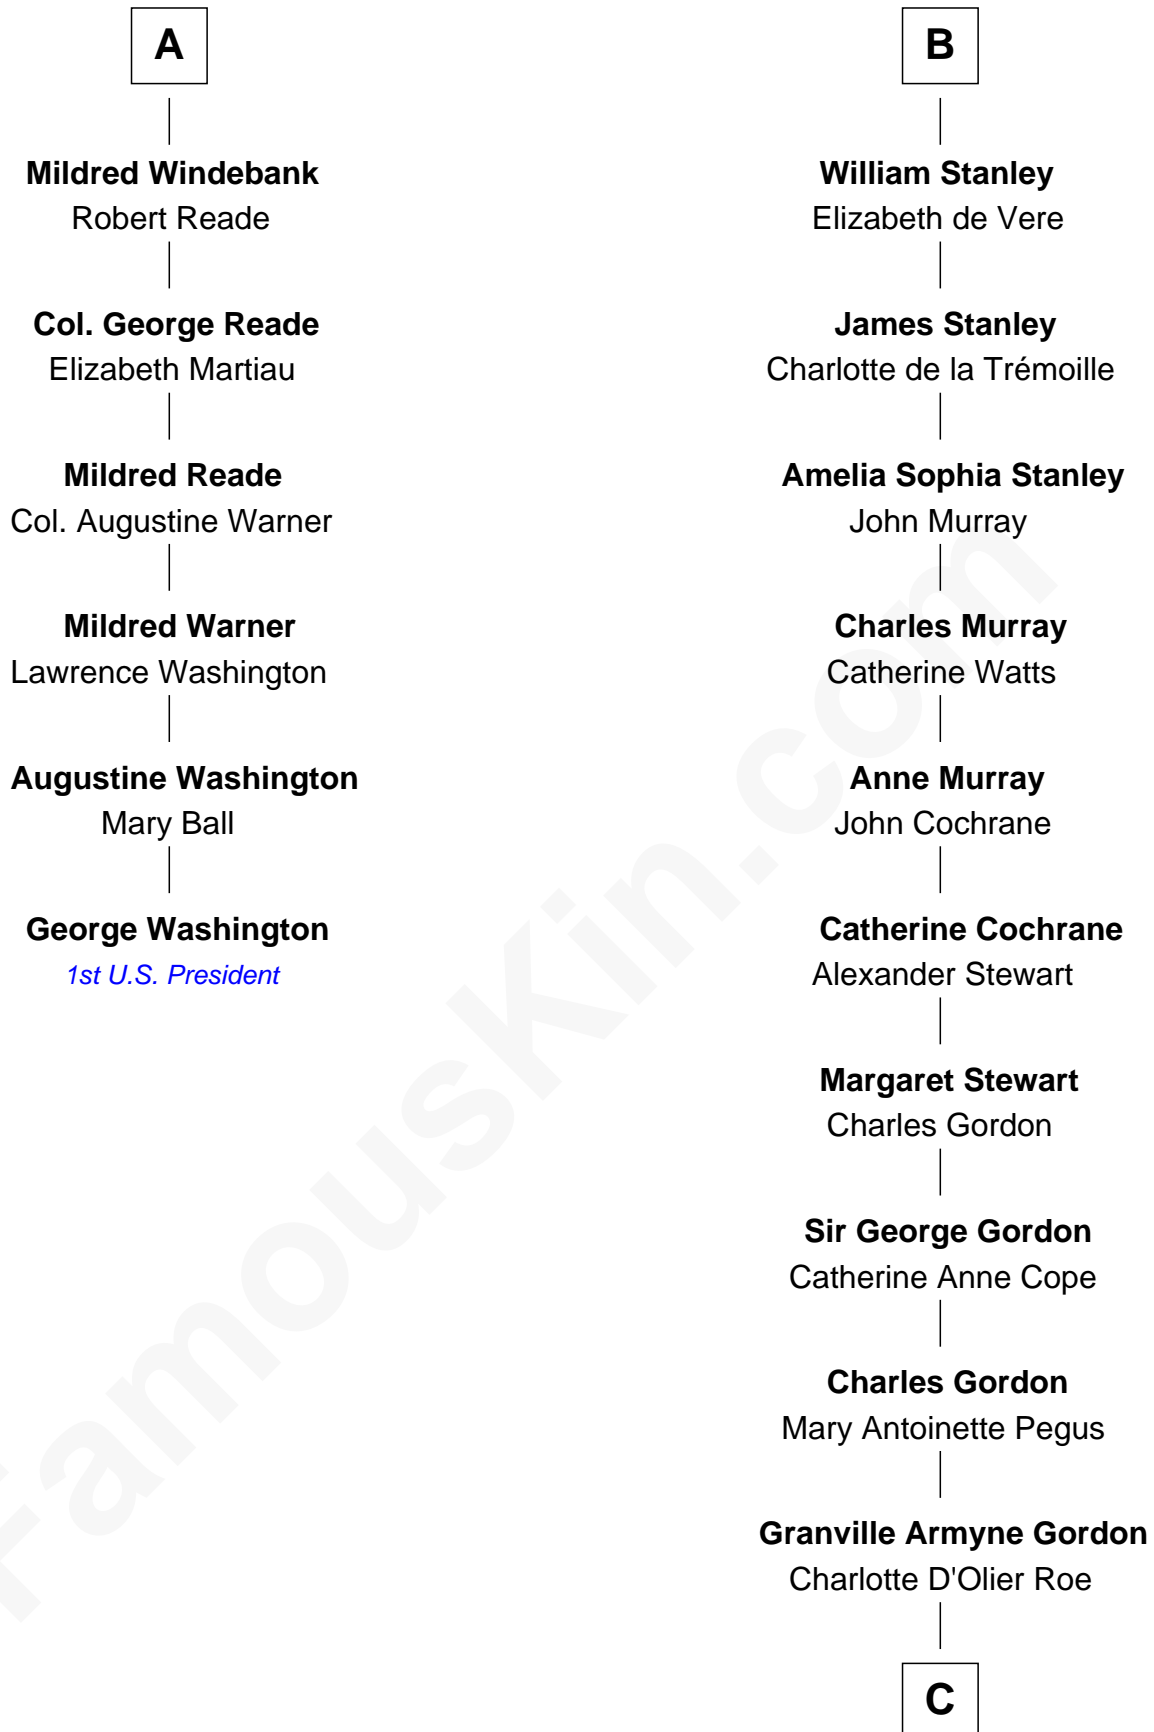 A
Mildred Windebank
Robert Reade
Col. George Reade
Elizabeth Martiau
Mildred Reade
Col. Augustine Warner
Mildred Warner
Lawrence Washington
Augustine Washington
Mary Ball
George Washington
1st U.S. President
B
William Stanley
Elizabeth de Vere
James Stanley
Charlotte de la Trémoille
Amelia Sophia Stanley
John Murray
Charles Murray
Catherine Watts
Anne Murray
John Cochrane
Catherine Cochrane
Alexander Stewart
Margaret Stewart
Charles Gordon
Sir George Gordon
Catherine Anne Cope
Charles Gordon
Mary Antoinette Pegus
Granville Armyne Gordon
Charlotte D'Olier Roe
C
FamousKin.com